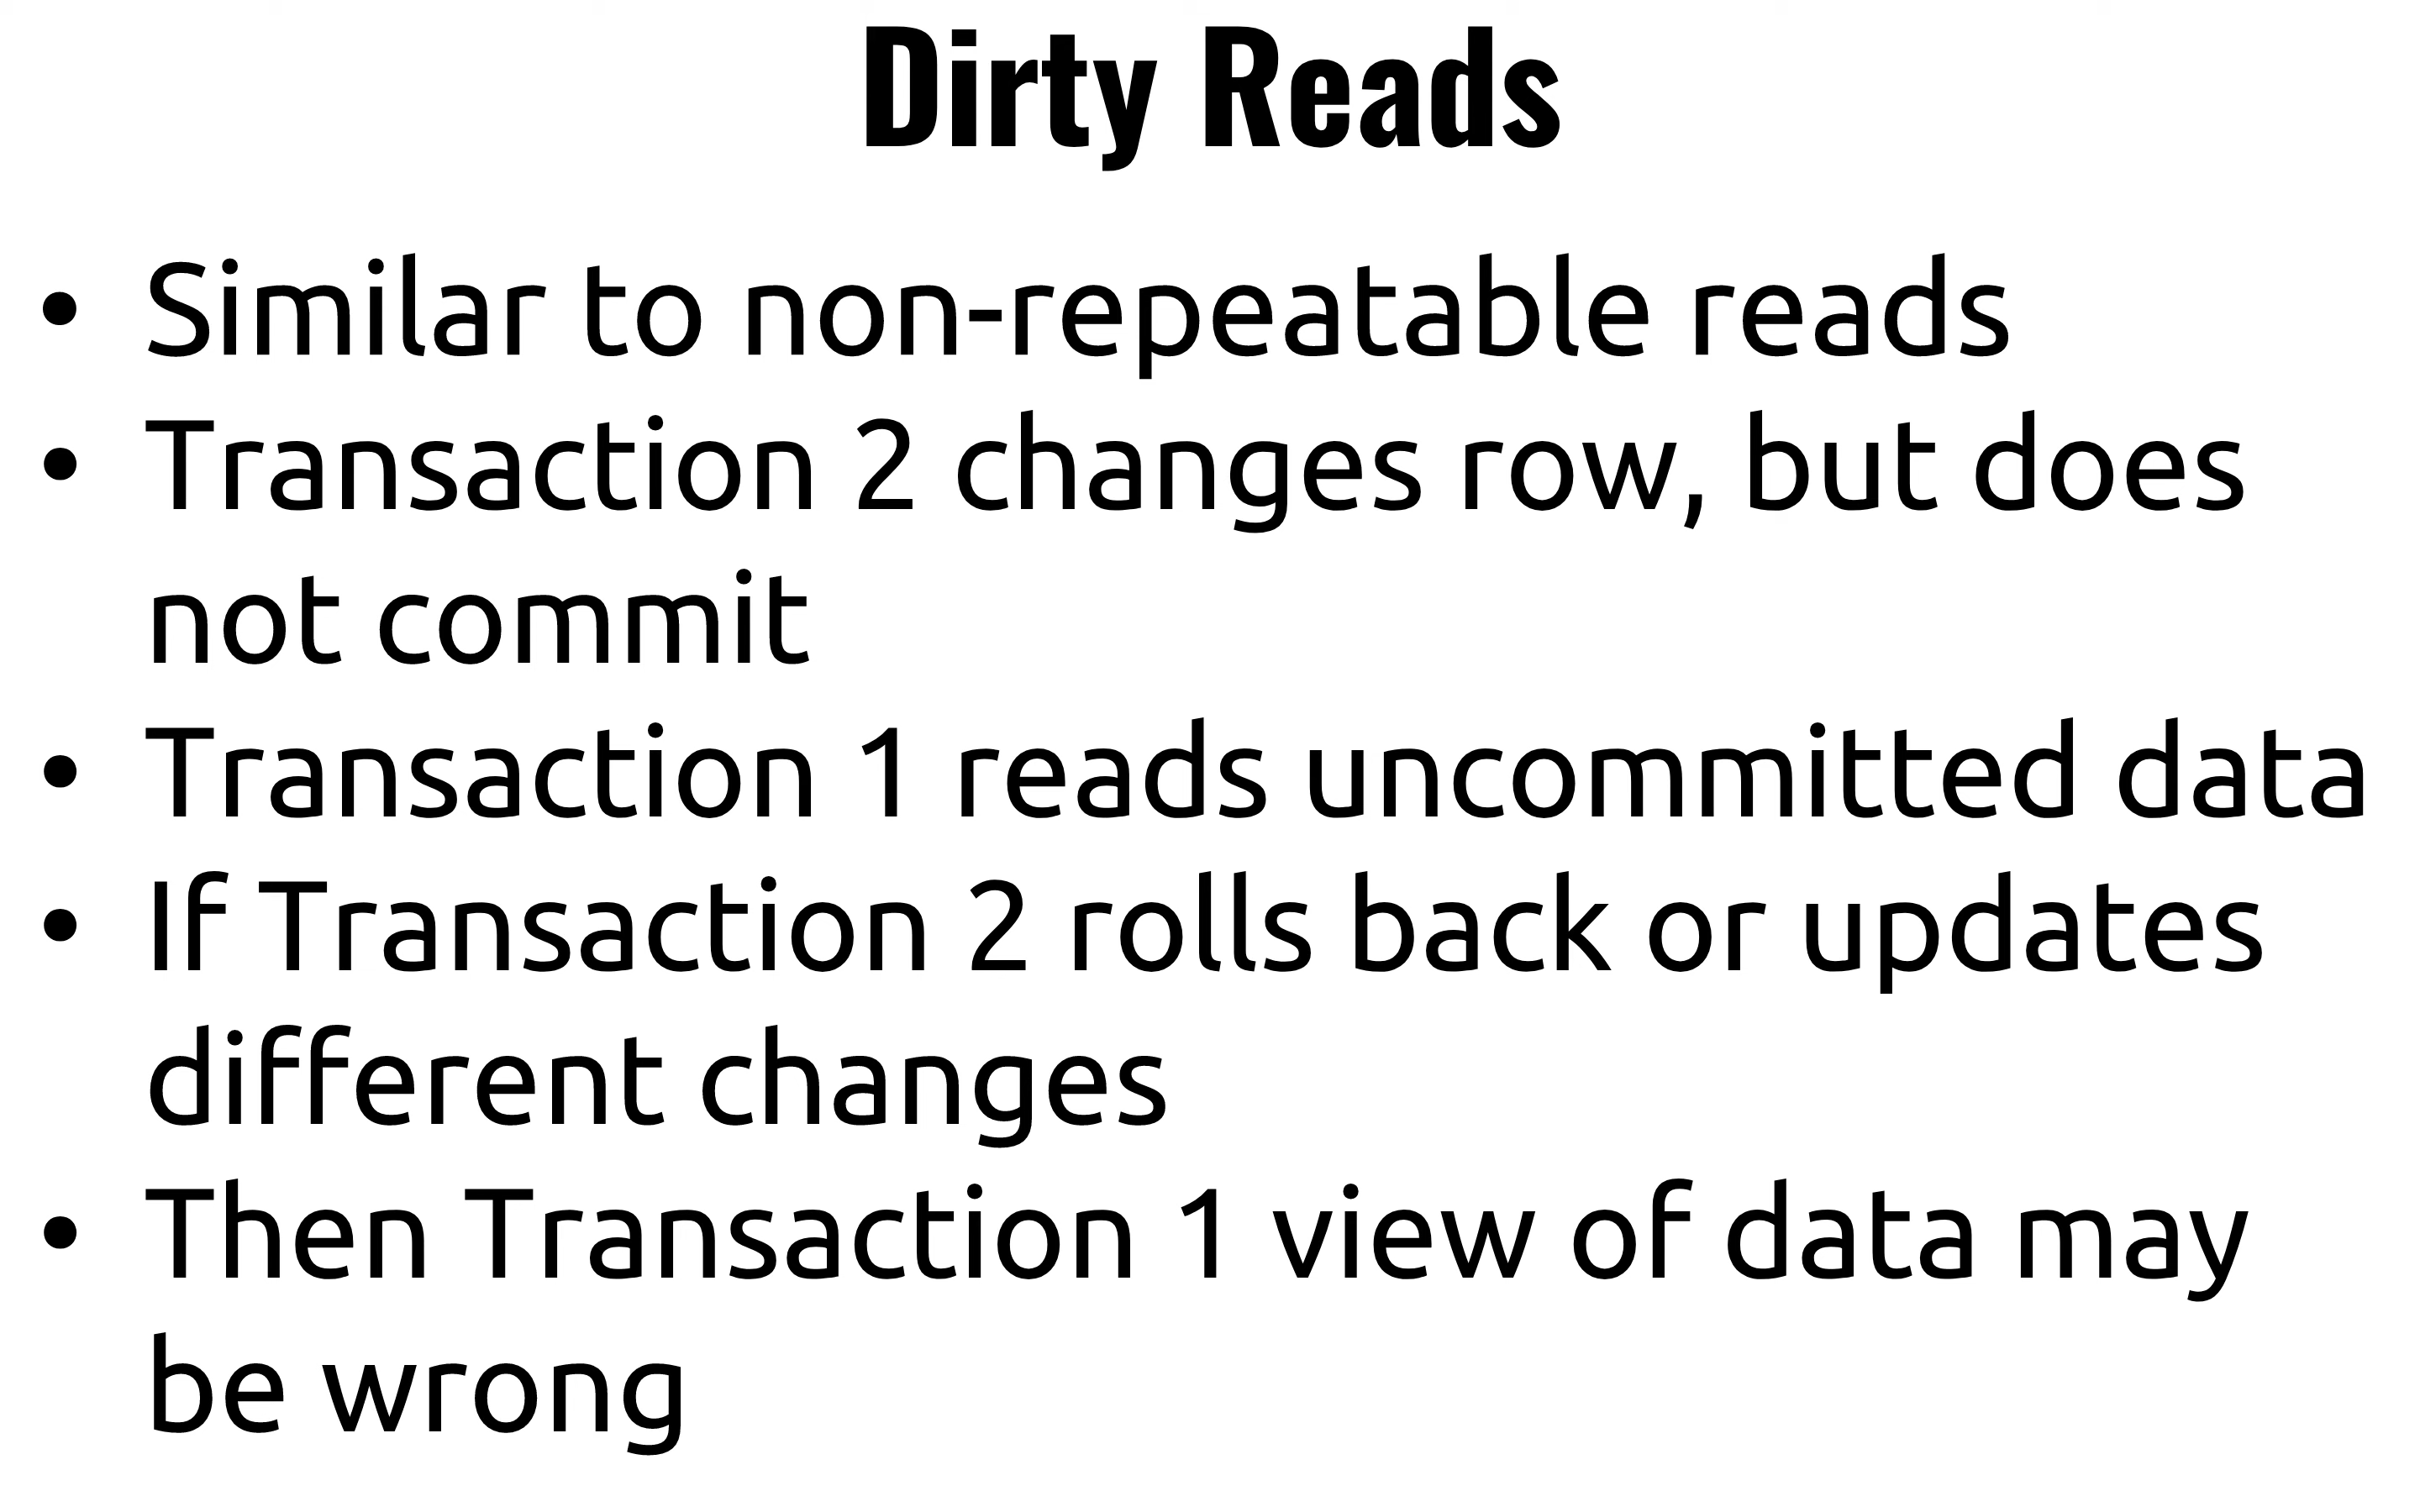 Dirty Reads
• Similar to non-repeatable reads
• Transaction 2 changes row, but does
not commit
• Transaction 1 reads uncommitted data
• If Transaction 2 rolls back or updates
different changes
• Then Transaction 1 view of data may
be wrong